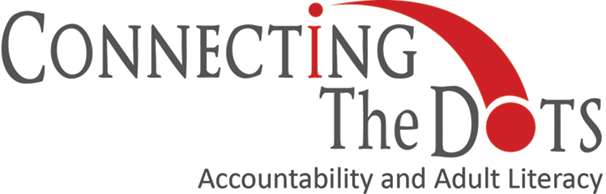 CONNECTiNG
The DOTS
Accountability and Adult Literacy